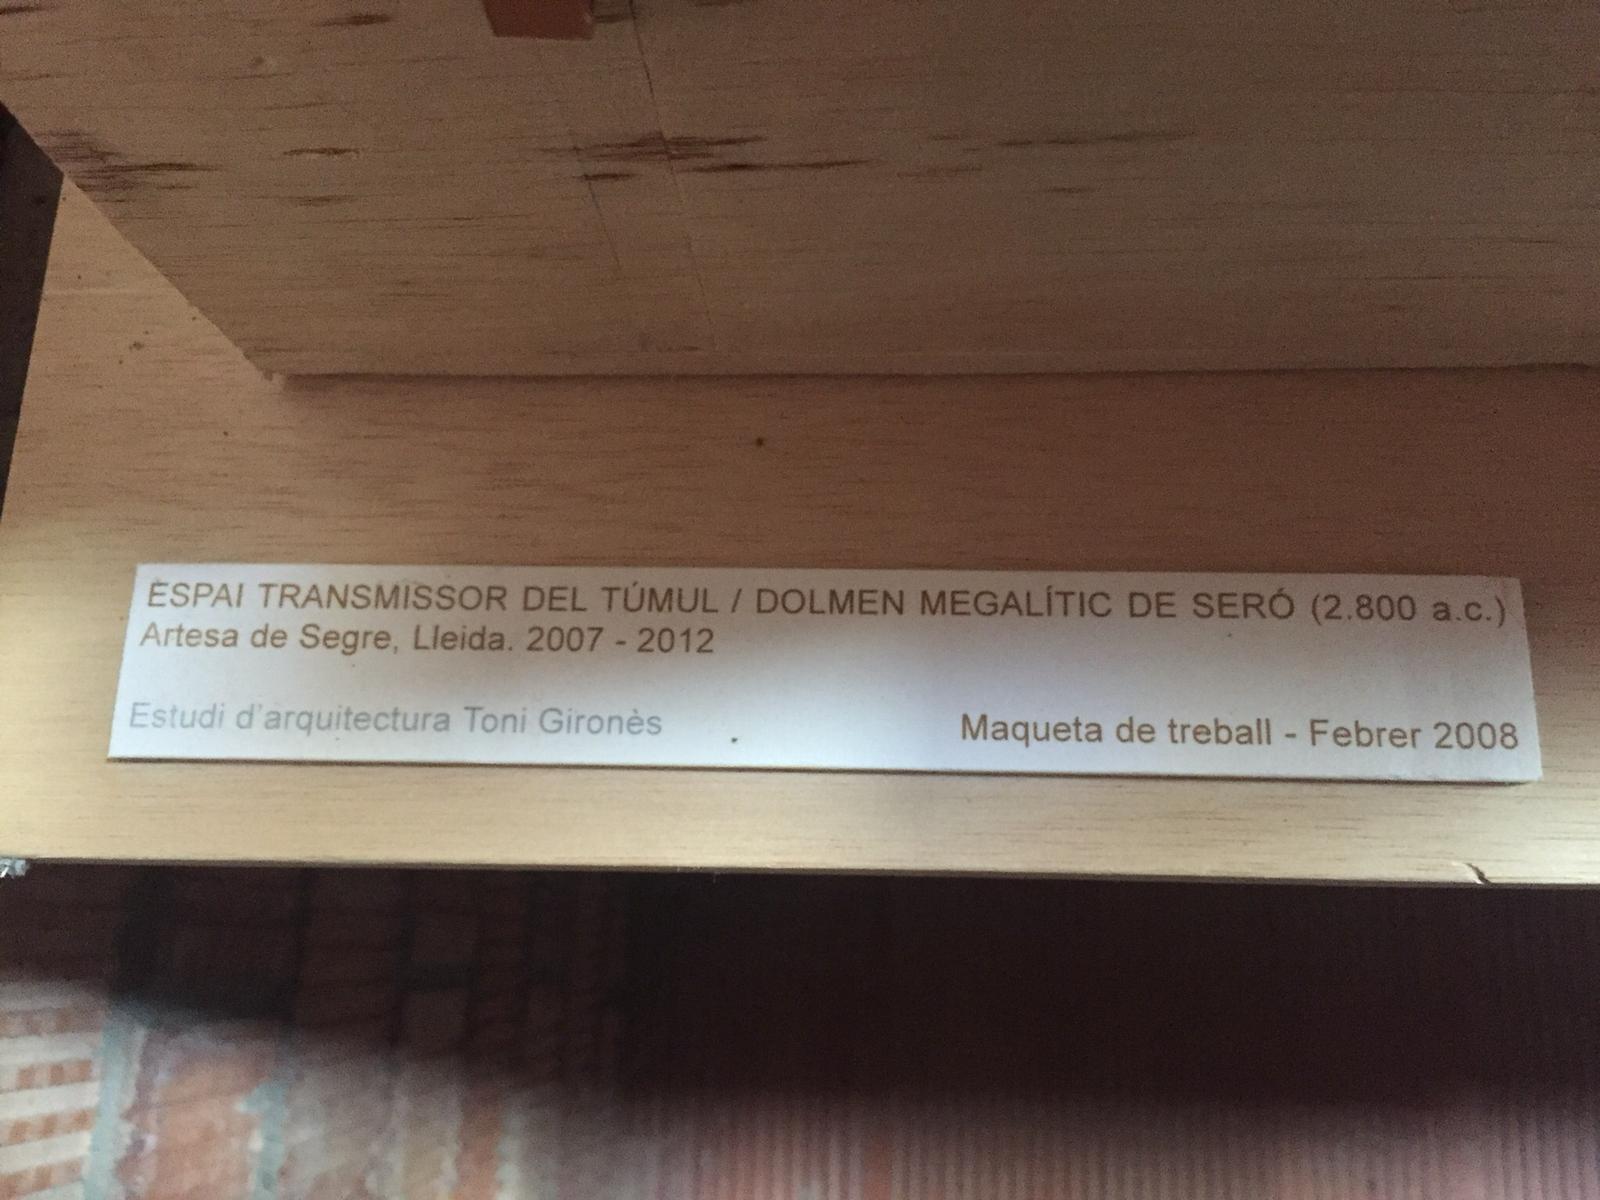 ESPAI TRANSMISSOR DEL TÚMUL / DOLMEN MEGALÍTIC DE SERÓ (2.800 a.c.)
Artesa de Segre, Lleida. 2007 - 2012
Estudi d'arquitectura Toni Gironès
Maqueta de treball - Febrer 2008